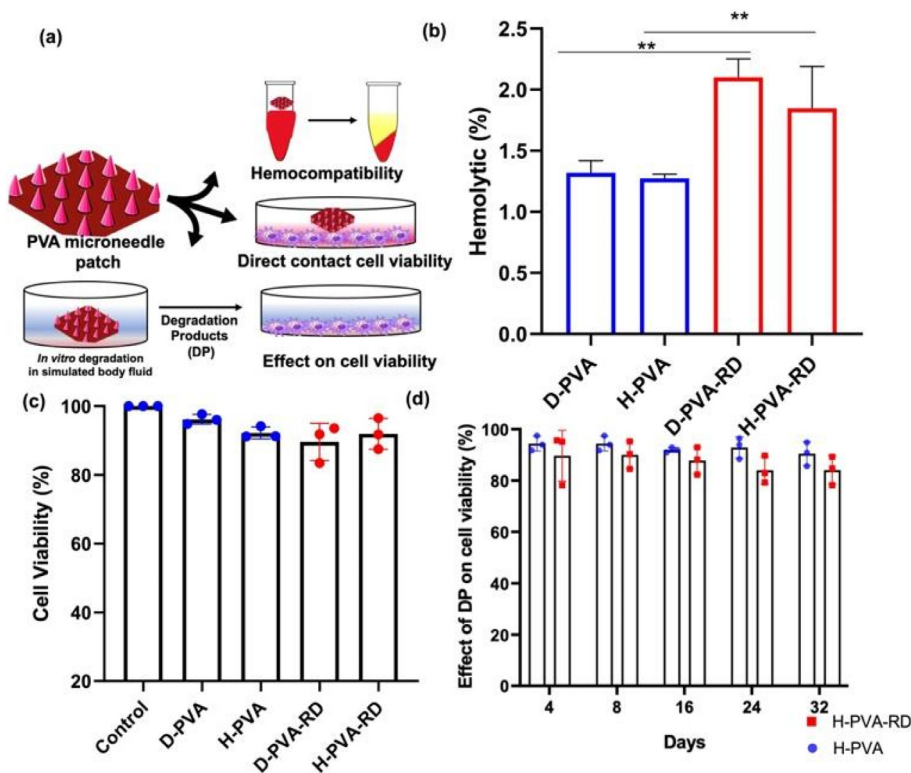 (a)
Hemocompatibility
PVA microneedle
patch
Direct contact cell viability
In vitro degradation
in simulated body fluid
Degradation
Products
(DP)
Effect on cell viability
(b)
**
**
Hemolytic (%)
2.5
2.0
1.5
1.0
0.5
0.0
D-PVA
H-PVA
D-PVA-RD
H-PVA-RD
(c)
Cell Viability (%)
100
80
60
40
20
Control
D-PVA
H-PVA
D-PVA-RD
H-PVA-RD
(d)
Effect of DP on cell viability (%)
100
80
60
40
20
0
4 8 16 24 32
Days
H-PVA-RD
H-PVA